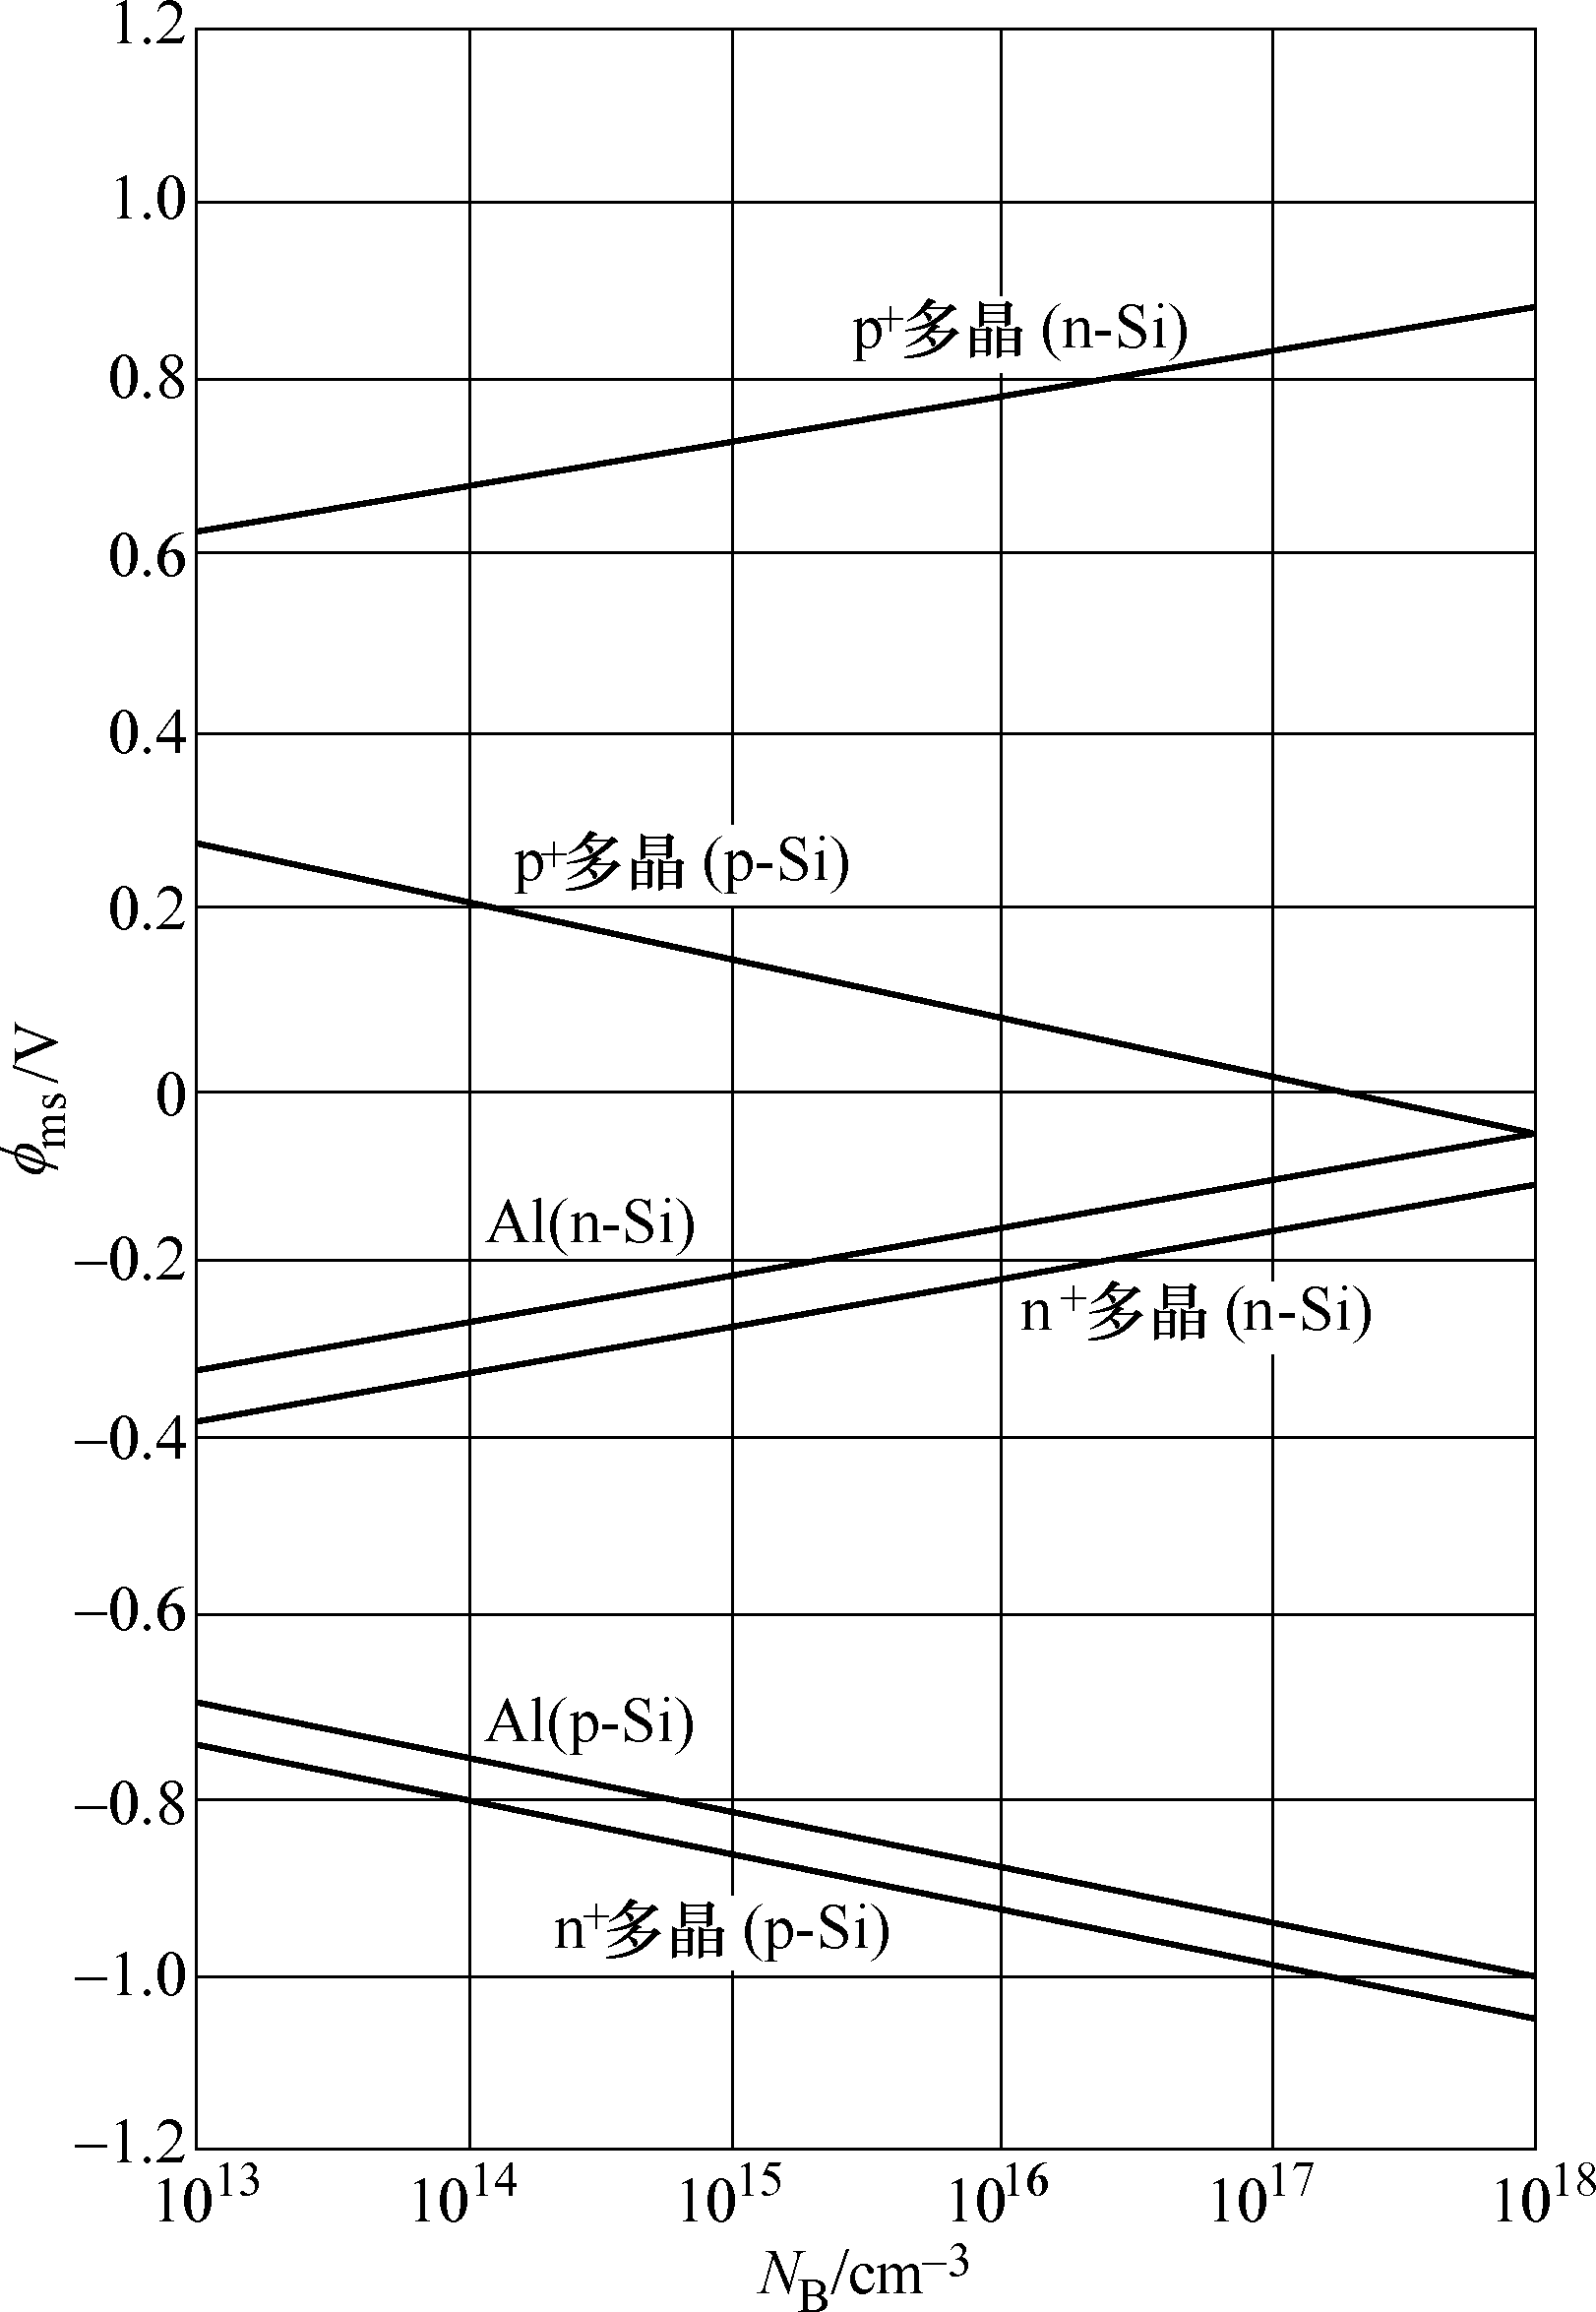 1.2
1.0
p⁺多晶 (n-Si)
0.8
0.6
0.4
p⁺多晶 (p-Si)
0.2
ϕms/V
0
Al(n-Si)
–0.2
n⁺多晶 (n-Si)
–0.4
–0.6
Al(p-Si)
–0.8
n⁺多晶 (p-Si)
–1.0
–1.2
10¹³ 10¹⁴ 10¹⁵ 10¹⁶ 10¹⁷ 10¹⁸
N_B/cm⁻³